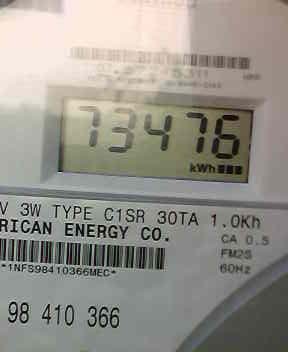 73476
kWh
V 3W TYPE C1SR 30TA 1.0Kh
RICAN ENERGY CO.
CA 0.5
FM2S
60Hz
*1NFS98410366MEC*
98 410 366